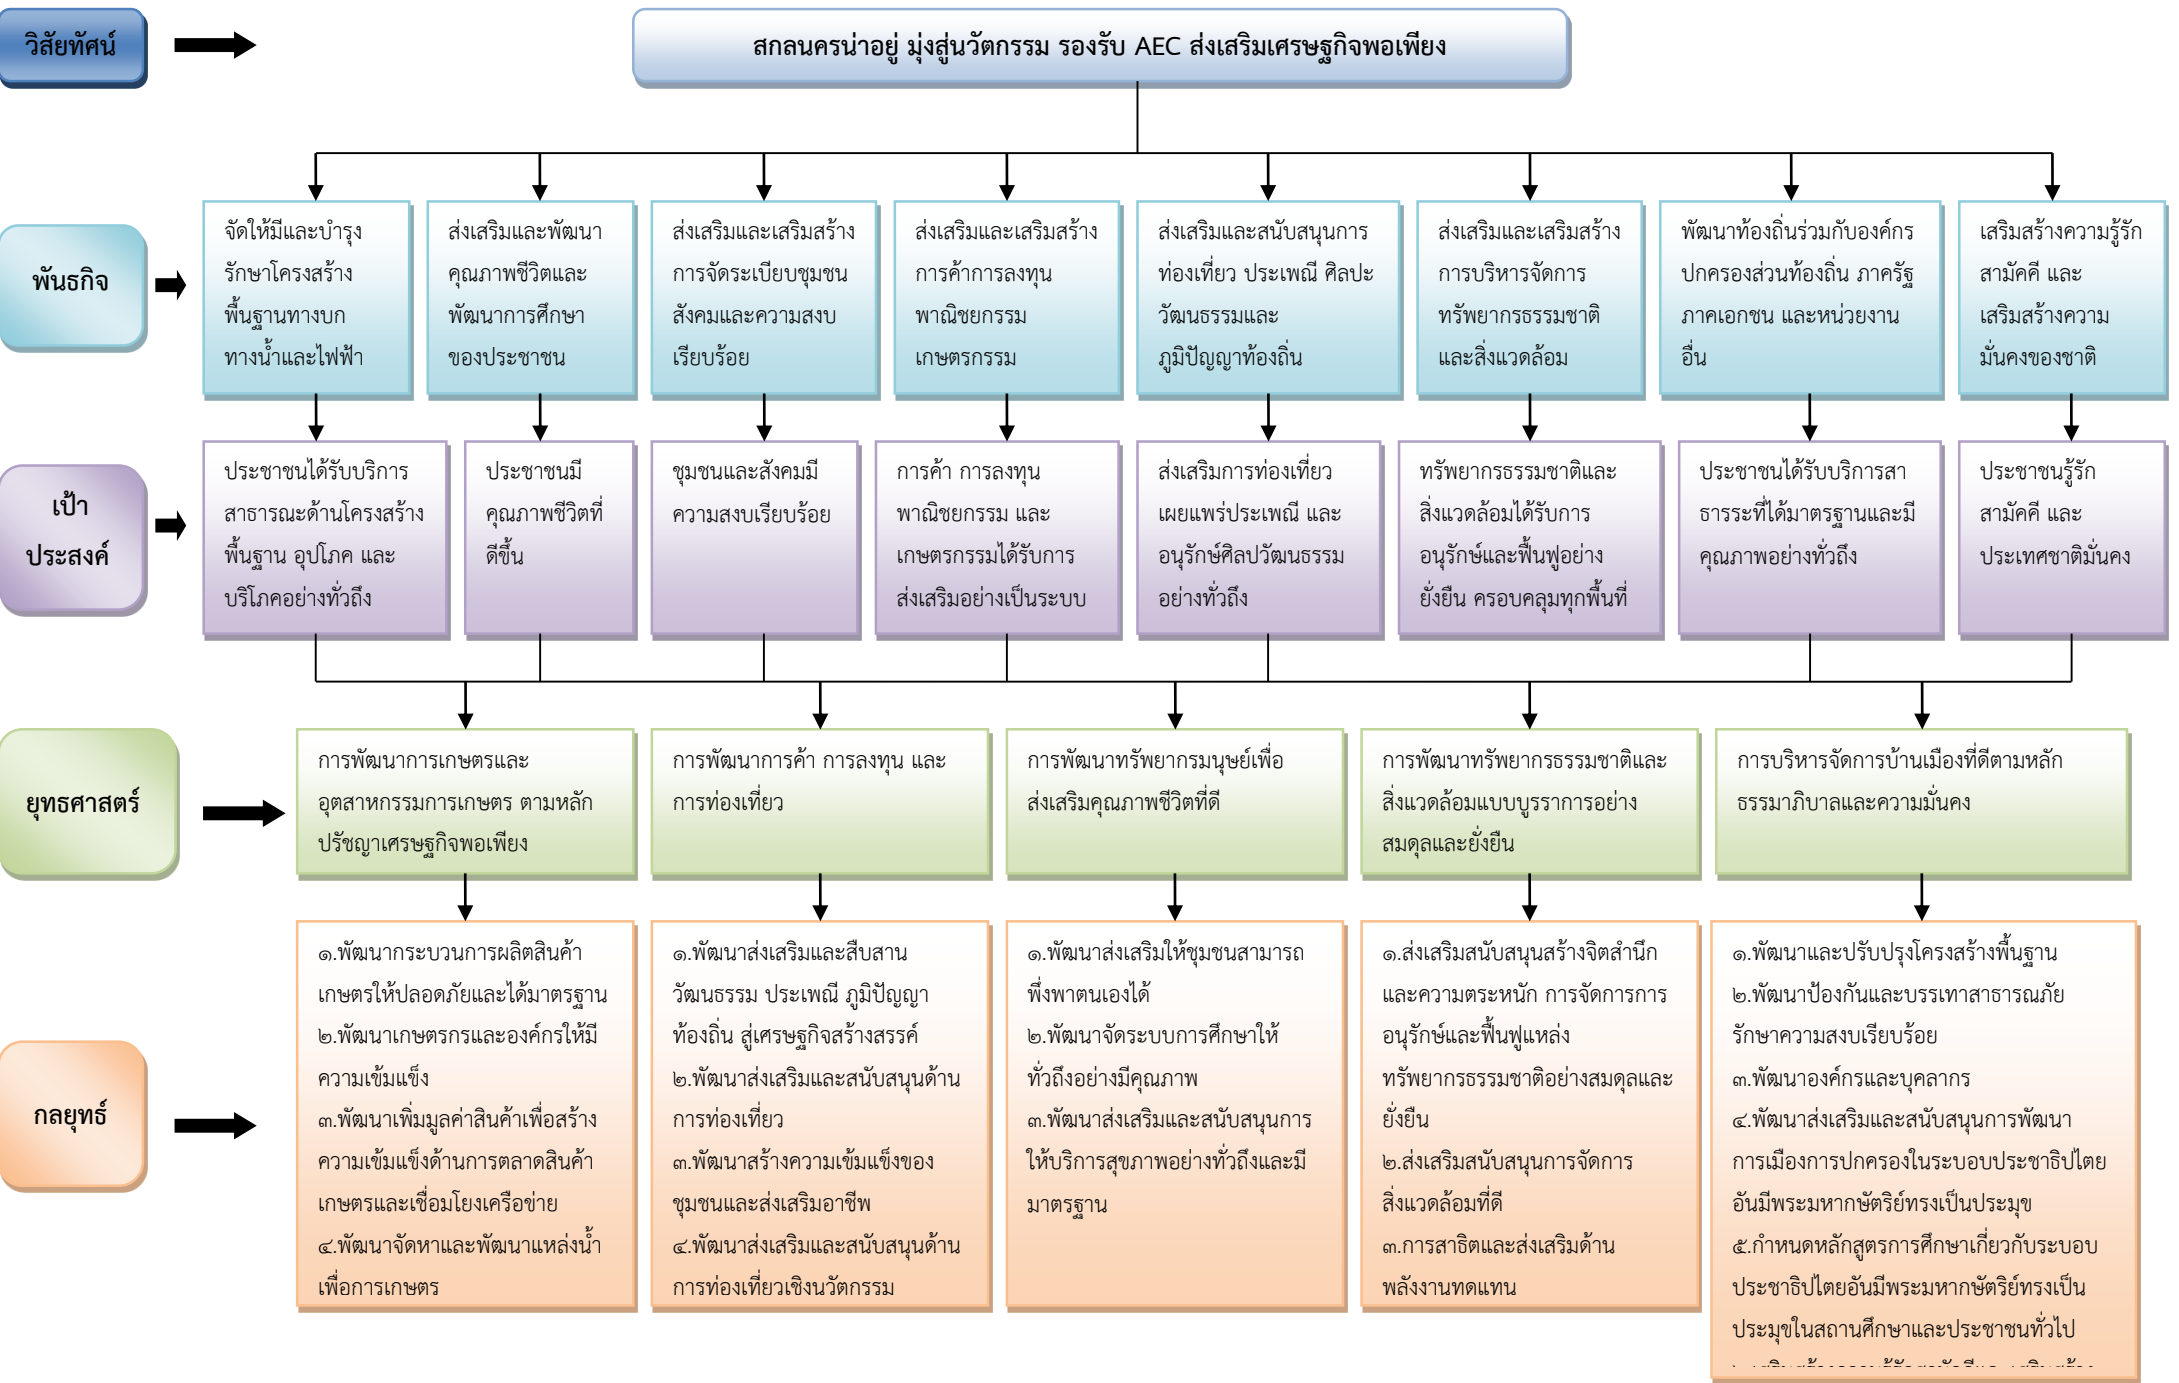 วิสัยทัศน์
สกลนครน่าอยู่ มุ่งสู่นวัตกรรม รองรับ AEC ส่งเสริมเศรษฐกิจพอเพียง
พันธกิจ
จัดให้มีและบำรุง
รักษาโครงสร้าง
พื้นฐานทางบก
ทางน้ำและไฟฟ้า
ส่งเสริมและพัฒนา
คุณภาพชีวิตและ
พัฒนาการศึกษา
ของประชาชน
ส่งเสริมและเสริมสร้าง
การจัดระเบียบชุมชน
สังคมและความสงบ
เรียบร้อย
ส่งเสริมและเสริมสร้าง
การค้าการลงทุน
พาณิชยกรรม
เกษตรกรรม
ส่งเสริมและสนับสนุนการ
ท่องเที่ยว ประเพณี ศิลปะ
วัฒนธรรมและ
ภูมิปัญญาท้องถิ่น
ส่งเสริมและเสริมสร้าง
การบริหารจัดการ
ทรัพยากรธรรมชาติ
และสิ่งแวดล้อม
พัฒนาท้องถิ่นร่วมกับองค์กร
ปกครองส่วนท้องถิ่น ภาครัฐ
ภาคเอกชน และหน่วยงาน
อื่น
เสริมสร้างความรู้รัก
สามัคคี และ
เสริมสร้างความ
มั่นคงของชาติ
เป้า
ประสงค์
ประชาชนได้รับบริการ
สาธารณะด้านโครงสร้าง
พื้นฐาน อุปโภค และ
บริโภคอย่างทั่วถึง
ประชาชนมี
คุณภาพชีวิตที่
ดีขึ้น
ชุมชนและสังคมมี
ความสงบเรียบร้อย
การค้า การลงทุน
พาณิชยกรรม และ
เกษตรกรรมได้รับการ
ส่งเสริมอย่างเป็นระบบ
ส่งเสริมการท่องเที่ยว
เผยแพร่ประเพณี และ
อนุรักษ์ศิลปวัฒนธรรม
อย่างทั่วถึง
ทรัพยากรธรรมชาติและ
สิ่งแวดล้อมได้รับการ
อนุรักษ์และฟื้นฟูอย่าง
ยั่งยืน ครอบคลุมทุกพื้นที่
ประชาชนได้รับบริการสา
ธารระที่ได้มาตรฐานและมี
คุณภาพอย่างทั่วถึง
ประชาชนรู้รัก
สามัคคี และ
ประเทศชาติมั่นคง
ยุทธศาสตร์
การพัฒนาการเกษตรและ
อุตสาหกรรมการเกษตร ตามหลัก
ปรัชญาเศรษฐกิจพอเพียง
การพัฒนาการค้า การลงทุน และ
การท่องเที่ยว
การพัฒนาทรัพยากรมนุษย์เพื่อ
ส่งเสริมคุณภาพชีวิตที่ดี
การพัฒนาทรัพยากรธรรมชาติและ
สิ่งแวดล้อมแบบบูรราการอย่าง
สมดุลและยั่งยืน
การบริหารจัดการบ้านเมืองที่ดีตามหลัก
ธรรมาภิบาลและความมั่นคง
กลยุทธ์
๑.พัฒนากระบวนการผลิตสินค้า
เกษตรให้ปลอดภัยและได้มาตรฐาน
๒.พัฒนาเกษตรกรและองค์กรให้มี
ความเข้มแข็ง
๓.พัฒนาเพิ่มมูลค่าสินค้าเพื่อสร้าง
ความเข้มแข็งด้านการตลาดสินค้า
เกษตรและเชื่อมโยงเครือข่าย
๔.พัฒนาจัดหาและพัฒนาแหล่งน้ำ
เพื่อการเกษตร
๑.พัฒนาส่งเสริมและสืบสาน
วัฒนธรรม ประเพณี ภูมิปัญญา
ท้องถิ่น สู่เศรษฐกิจสร้างสรรค์
๒.พัฒนาส่งเสริมและสนับสนุนด้าน
การท่องเที่ยว
๓.พัฒนาสร้างความเข้มแข็งของ
ชุมชนและส่งเสริมอาชีพ
๔.พัฒนาส่งเสริมและสนับสนุนด้าน
การท่องเที่ยวเชิงนวัตกรรม
๑.พัฒนาส่งเสริมให้ชุมชนสามารถ
พึ่งพาตนเองได้
๒.พัฒนาจัดระบบการศึกษาให้
ทั่วถึงอย่างมีคุณภาพ
๓.พัฒนาส่งเสริมและสนับสนุนการ
ให้บริการสุขภาพอย่างทั่วถึงและมี
มาตรฐาน
๑.ส่งเสริมสนับสนุนสร้างจิตสำนึก
และความตระหนัก การจัดการการ
อนุรักษ์และฟื้นฟูแหล่ง
ทรัพยากรธรรมชาติอย่างสมดุลและ
ยั่งยืน
๒.ส่งเสริมสนับสนุนการจัดการ
สิ่งแวดล้อมที่ดี
๓.การสาธิตและส่งเสริมด้าน
พลังงานทดแทน
๑.พัฒนาและปรับปรุงโครงสร้างพื้นฐาน
๒.พัฒนาป้องกันและบรรเทาสาธารณภัย
รักษาความสงบเรียบร้อย
๓.พัฒนาองค์กรและบุคลากร
๔.พัฒนาส่งเสริมและสนับสนุนการพัฒนา
การเมืองการปกครองในระบอบประชาธิปไตย
อันมีพระมหากษัตริย์ทรงเป็นประมุข
๕.กำหนดหลักสูตรการศึกษาเกี่ยวกับระบอบ
ประชาธิปไตยอันมีพระมหากษัตริย์ทรงเป็น
ประมุขในสถานศึกษาและประชาชนทั่วไป